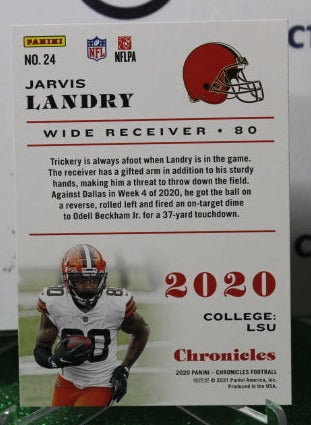 PANINI
NFL
NFLPA
NO. 24
JARVIS
LANDRY
WIDE RECEIVER • 80
Trickery is always afoot when Landry is in the game.
The receiver has a gifted arm in addition to his sturdy
hands, making him a threat to throw down the field.
Against Dallas in Week 4 of 2020, he got the ball on
a reverse, rolled left and fired an on-target dime
to Odell Beckham Jr. for a 37-yard touchdown.
80
2020
COLLEGE:
LSU
Chronicles
2020 PANINI - CHRONICLES FOOTBALL
© 2021 Panini America, Inc.
Produced in the USA.